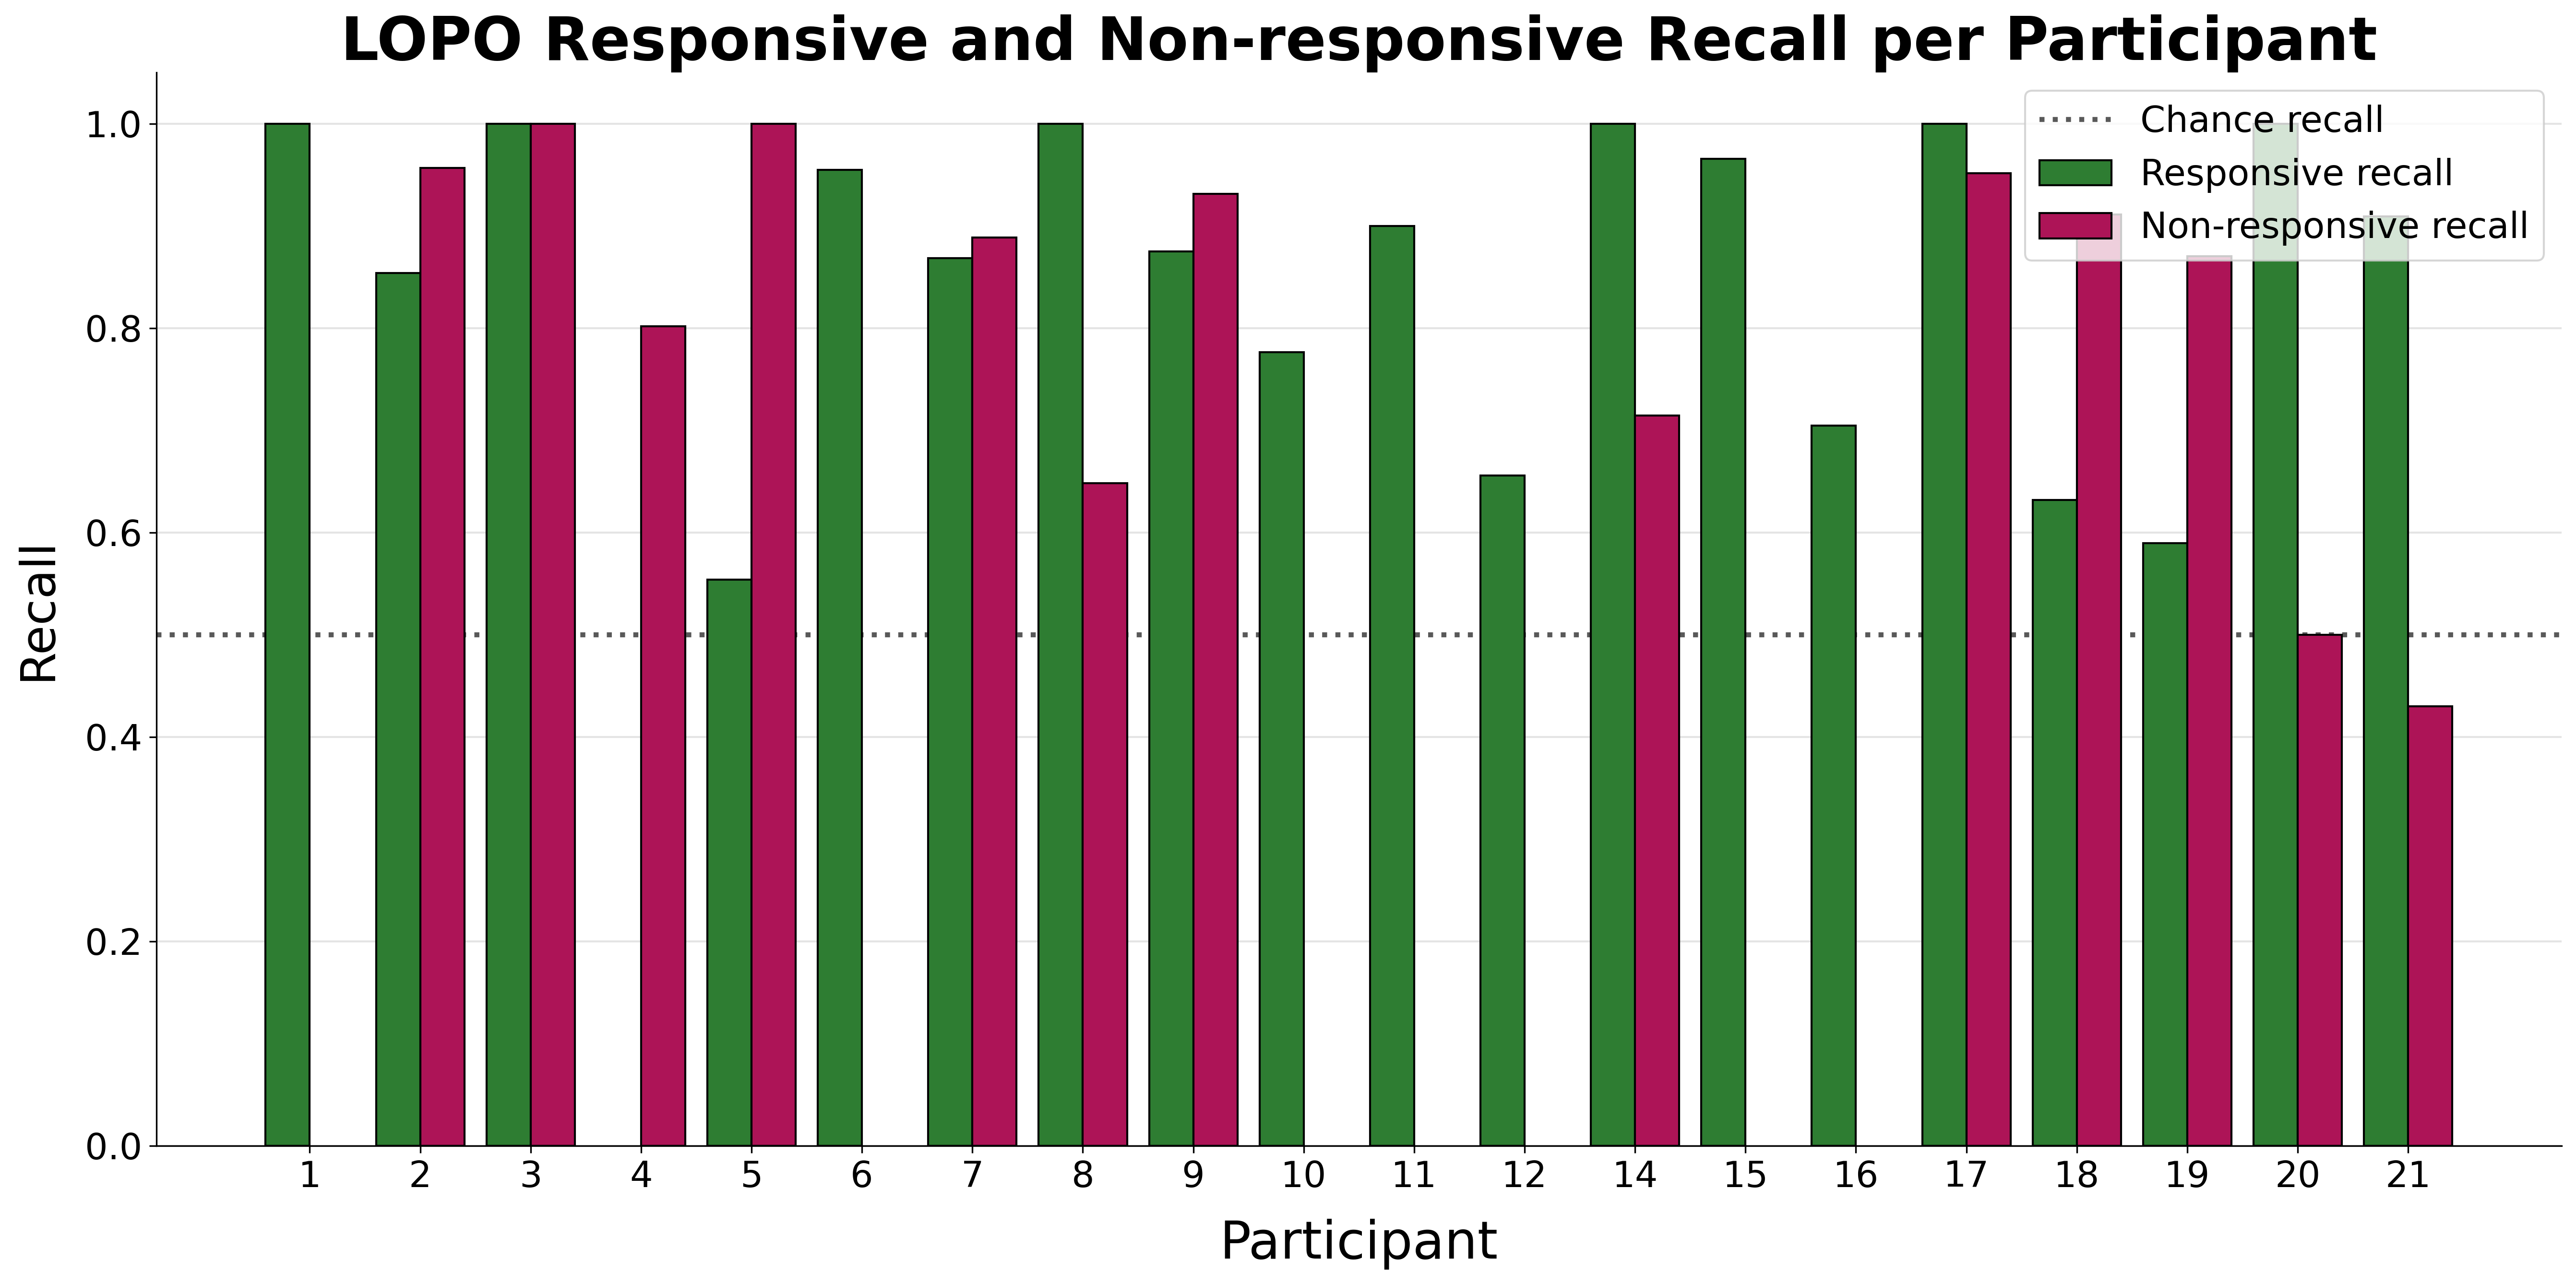 LOPO Responsive and Non-responsive Recall per Participant
Chance recall
Responsive recall
Non-responsive recall
1.0
0.8
0.6
0.4
0.2
0.0
Recall
1 2 3 4 5 6 7 8 9 10 11 12 14 15 16 17 18 19 20 21
Participant